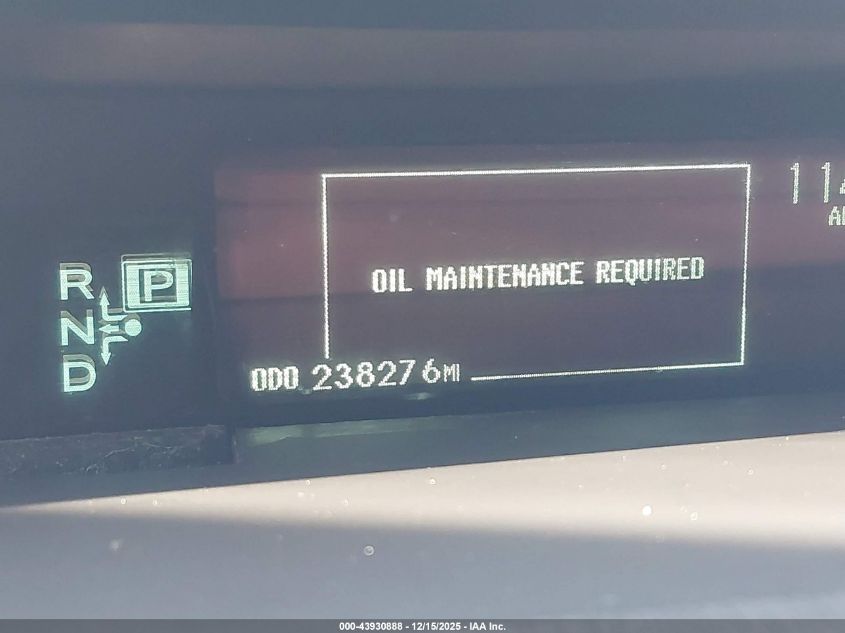 OIL MAINTENANCE REQUIRED
R
P
N
D
ODO 238276MI
000-43930888 - 12/15/2025 - IAA Inc.